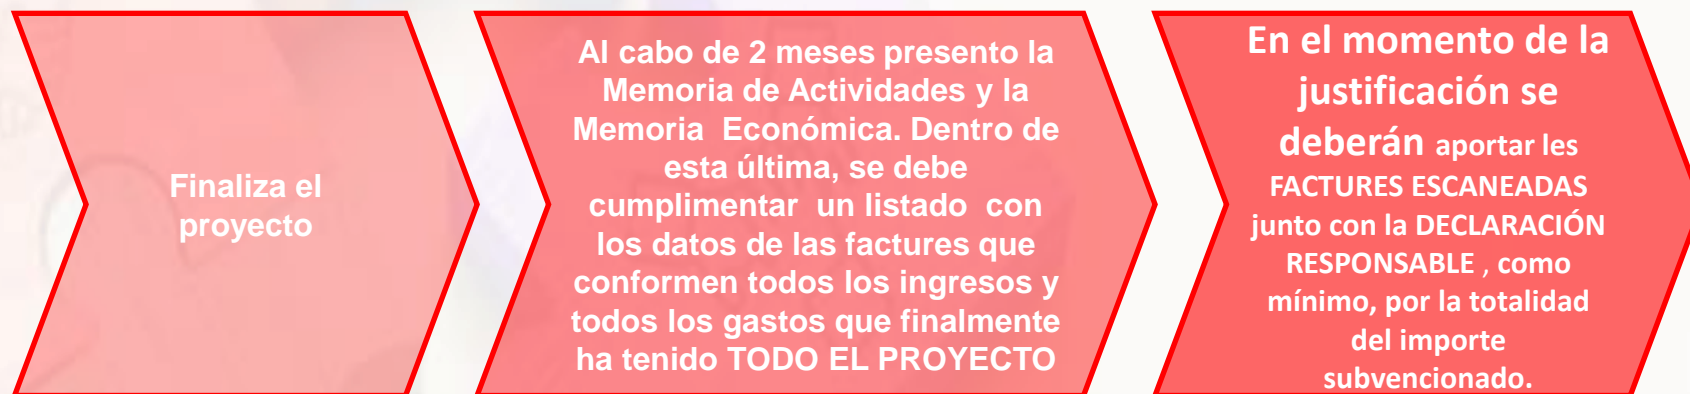 Finaliza el
proyecto
Al cabo de 2 meses presento la
Memoria de Actividades y la
Memoria Económica. Dentro de
esta última, se debe
cumplimentar un listado con
los datos de las factures que
conformen todos los ingresos y
todos los gastos que finalmente
ha tenido TODO EL PROYECTO
En el momento de la
justificación se
deberán aportar les
FACTURES ESCANEADAS
junto con la DECLARACIÓN
RESPONSABLE , como
mínimo, por la totalidad
del importe
subvencionado.